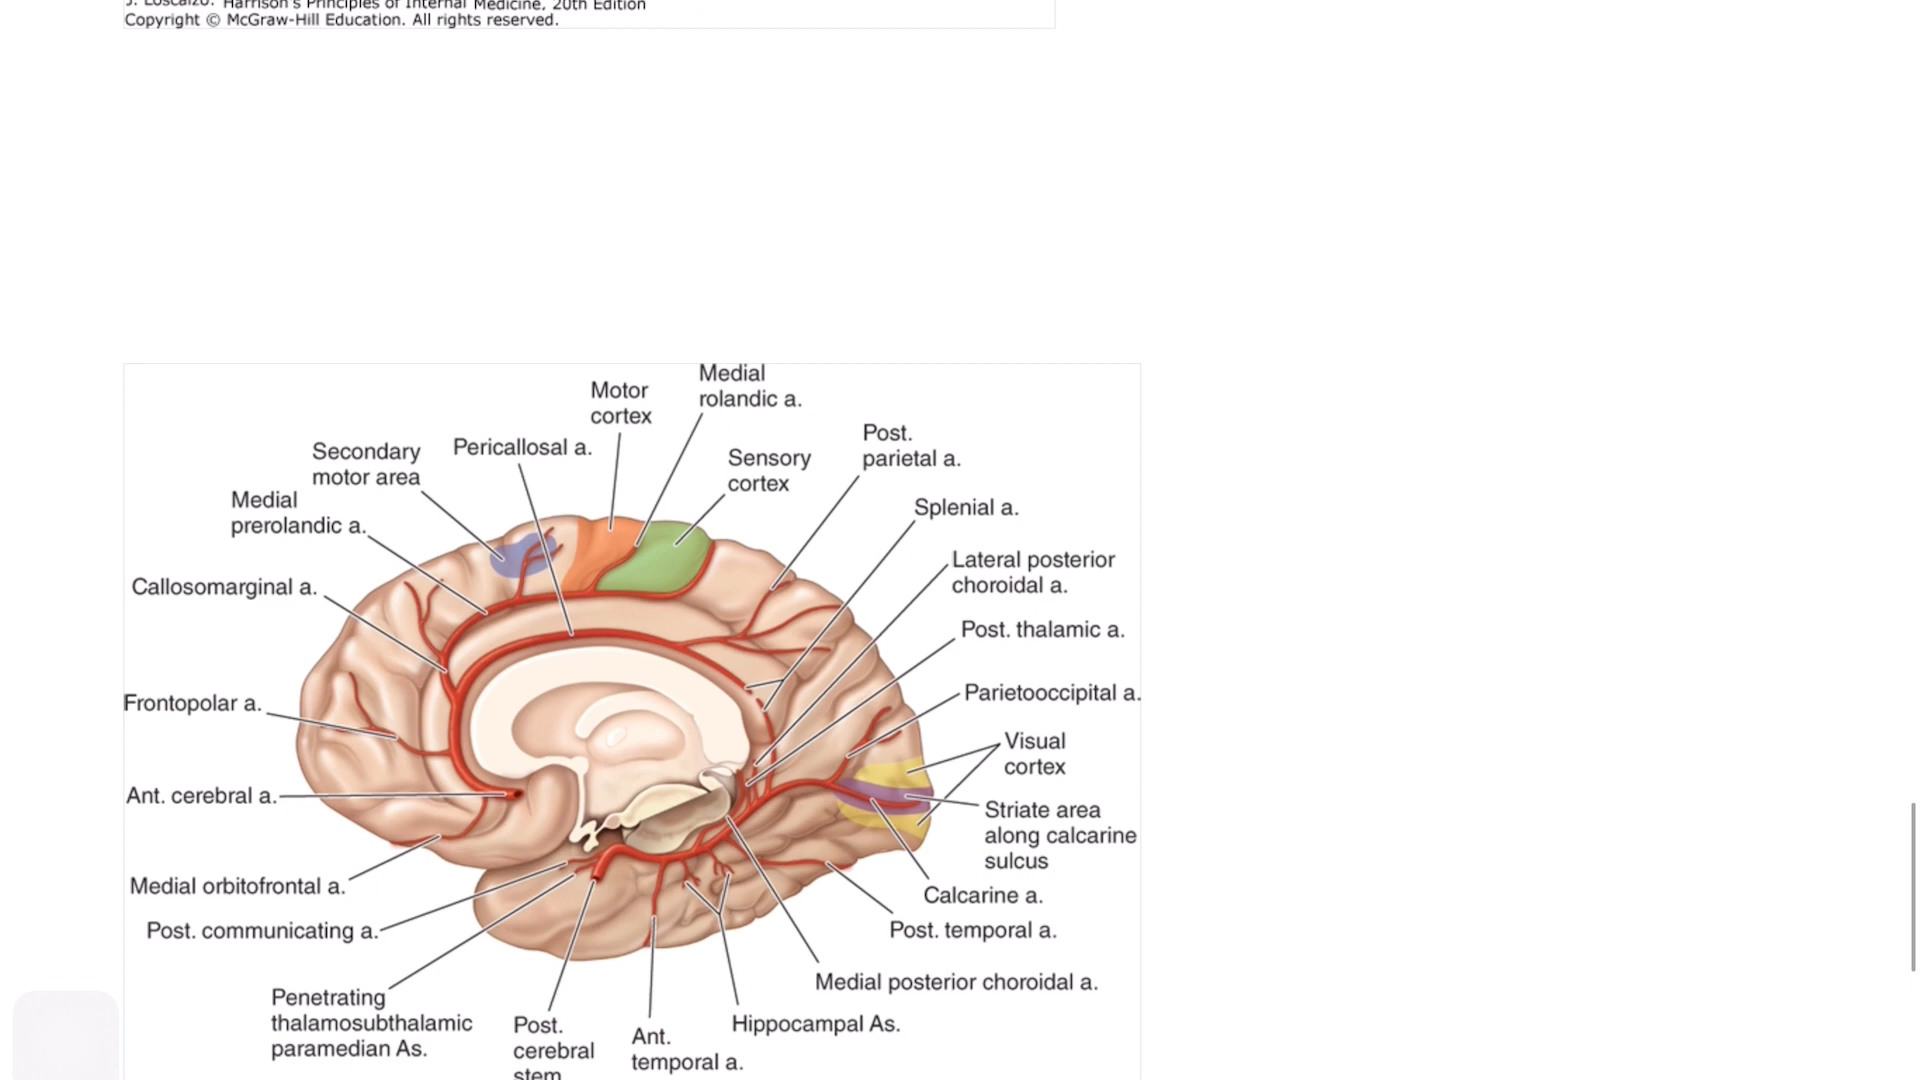 J. Loscalzo: Harrison's Principles of Internal Medicine, 20th Edition
Copyright © McGraw-Hill Education. All rights reserved.
Medial
rolandic a.
Motor
cortex
Post.
parietal a.
Pericallosal a.
Secondary
motor area
Sensory
cortex
Medial
prerolandic a.
Splenial a.
Lateral posterior
choroidal a.
Callosomarginal a.
Post. thalamic a.
Parietooccipital a.
Frontopolar a.
Visual
cortex
Ant. cerebral a.
Striate area
along calcarine
sulcus
Medial orbitofrontal a.
Calcarine a.
Post. communicating a.
Post. temporal a.
Medial posterior choroidal a.
Penetrating
thalamosubthalamic
paramedian As.
Post.
cerebral
stem
Ant.
temporal a.
Hippocampal As.